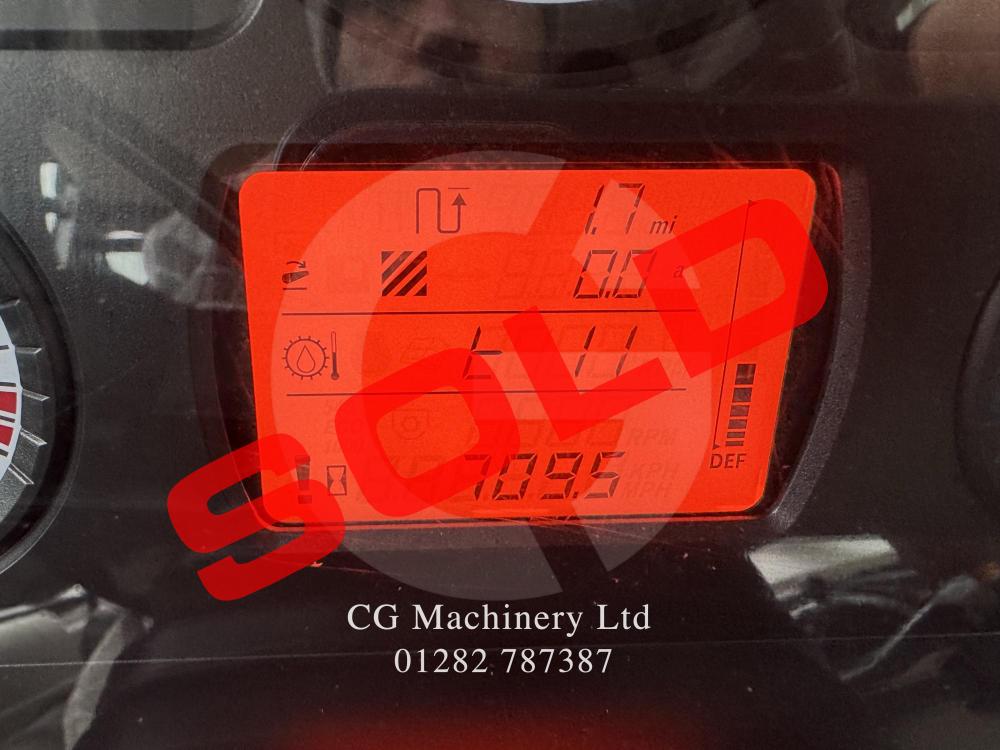 1.7 mi
0.0 a
t 11
709.5
DEF
SOLD
CG Machinery Ltd
01282 787387